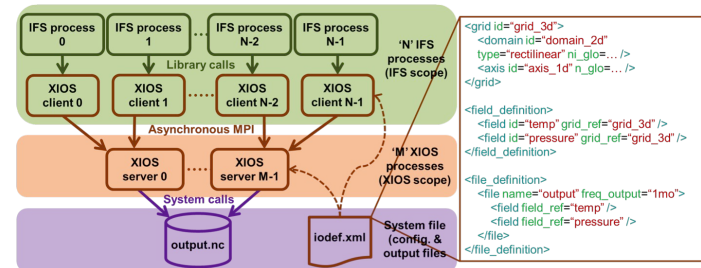 IFS process
0
IFS process
1
IFS process
N-2
IFS process
N-1
Library calls
'N' IFS
processes
(IFS scope)
XIOS
client 0
XIOS
client 1
XIOS
client N-2
XIOS
client N-1
Asynchronous MPI
XIOS
server 0
XIOS
server M-1
'M' XIOS
processes
(XIOS scope)
System calls
output.nc
iodef.xml
System file
(config. &
output files
<grid id="grid_3d">
<domain id="domain_2d"
type="rectilinear" ni_glo=... />
<axis id="axis_1d" n_glo=... />
</grid>
<field_definition>
<field id="temp" grid_ref="grid_3d" />
<field id="pressure" grid_ref="grid_3d" />
</field_definition>
<file_definition>
<file name="output" freq_output="1mo">
<field field_ref="temp" />
<field field_ref="pressure" />
</file>
</file_definition>